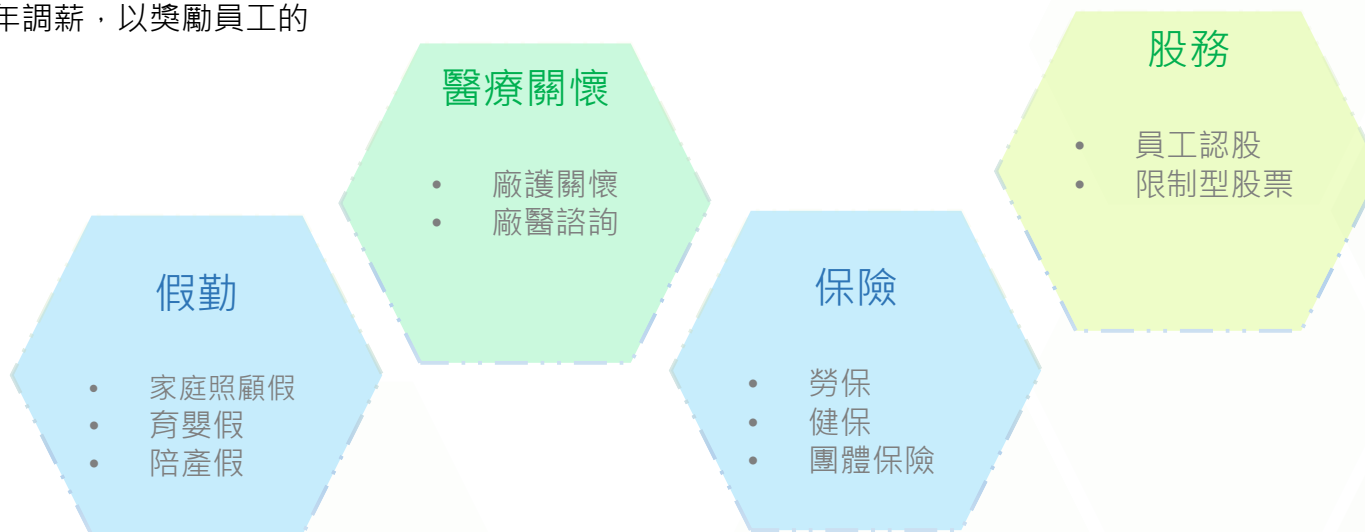 年調薪，以獎勵員工的
假勤
• 家庭照顧假
• 育嬰假
• 陪產假
醫療關懷
• 廠護關懷
• 廠醫諮詢
保險
• 勞保
• 健保
• 團體保險
股務
• 員工認股
• 限制型股票